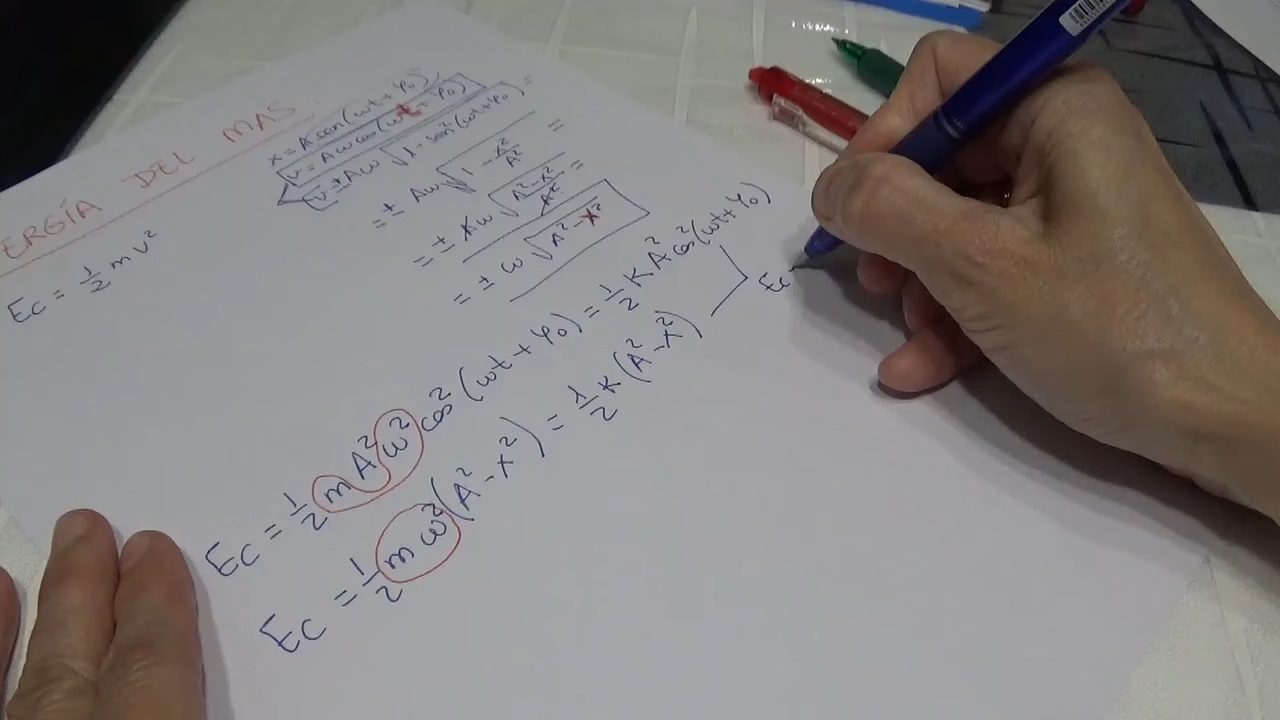 ERGÍA DEL MAS.
x = A sen (ωt + φ₀)
v = A ω cos (ωt + φ₀)
v = ± Aω √(1 - sen² (ωt + φ₀)) =
= ± Aω √(1 - x²/A²) =
= ± A ω √((A² - x²)/A²) =
= ± ω √(A² - x²)
Ec = 1/2 m v²
Ec = 1/2 m A² ω² cos² (ωt + φ₀) = 1/2 K A² cos² (ωt + φ₀)
Ec = 1/2 m ω² (A² - x²) = 1/2 K (A² - x²)
Ec